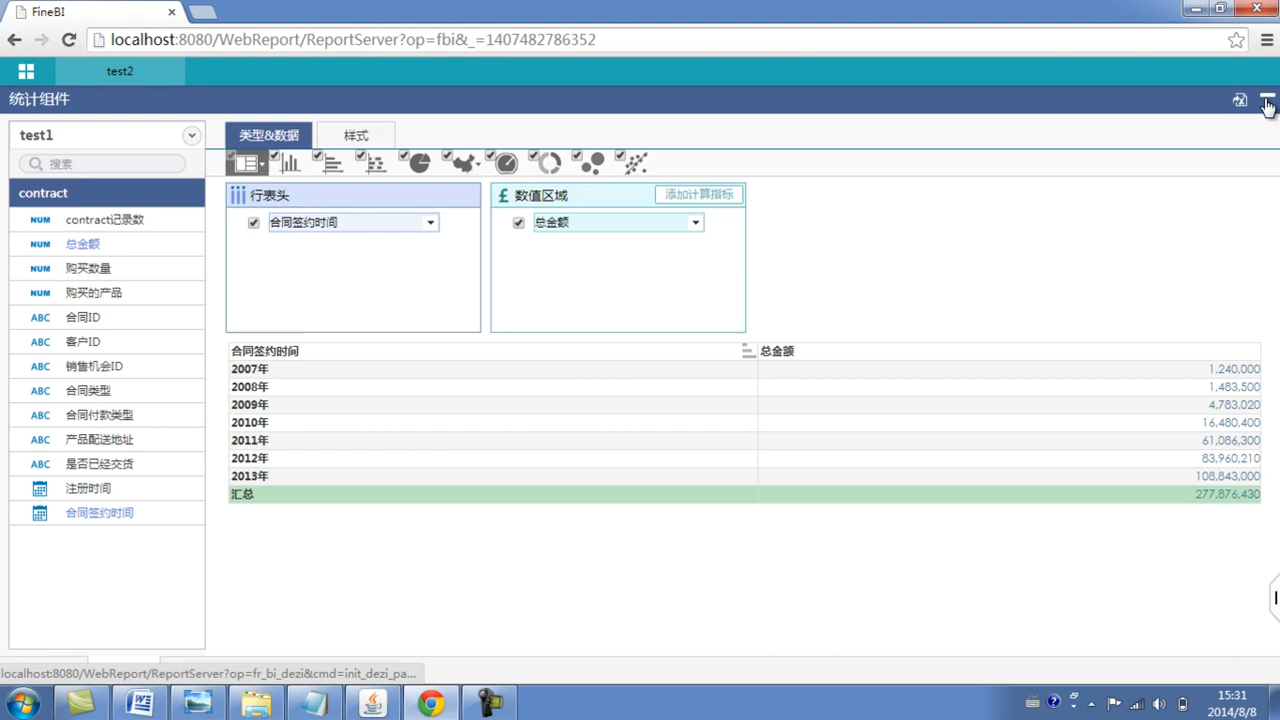 FineBI
localhost:8080/WebReport/ReportServer?op=fbi&_=1407482786352
test2
统计组件
test1
搜索
contract
NUM contract记录数
NUM 总金额
NUM 购买数量
NUM 购买的产品
ABC 合同ID
ABC 客户ID
ABC 销售机会ID
ABC 合同类型
ABC 合同付款类型
ABC 产品配送地址
ABC 是否已经交货
注册时间
合同签约时间
类型&数据 样式
行表头
合同签约时间
数值区域 添加计算指标
总金额
合同签约时间 总金额
2007年 1,240,000
2008年 1,483,500
2009年 4,783,020
2010年 16,480,400
2011年 61,086,300
2012年 83,960,210
2013年 108,843,000
汇总 277,876,430
localhost:8080/WebReport/ReportServer?op=fr_bi_dezi&cmd=init_dezi_pa...
15:31
2014/8/8